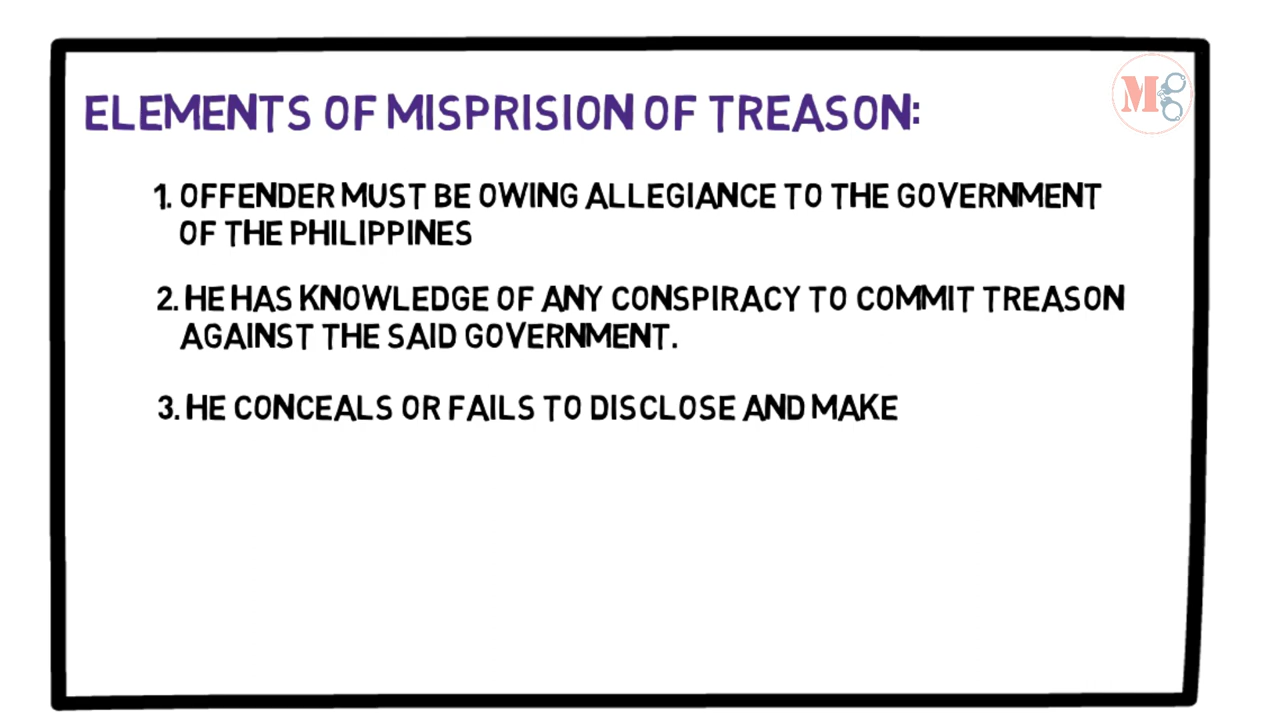 ELEMENTS OF MISPRISION OF TREASON:
M
1. OFFENDER MUST BE OWING ALLEGIANCE TO THE GOVERNMENT
OF THE PHILIPPINES
2. HE HAS KNOWLEDGE OF ANY CONSPIRACY TO COMMIT TREASON
AGAINST THE SAID GOVERNMENT.
3. HE CONCEALS OR FAILS TO DISCLOSE AND MAKE